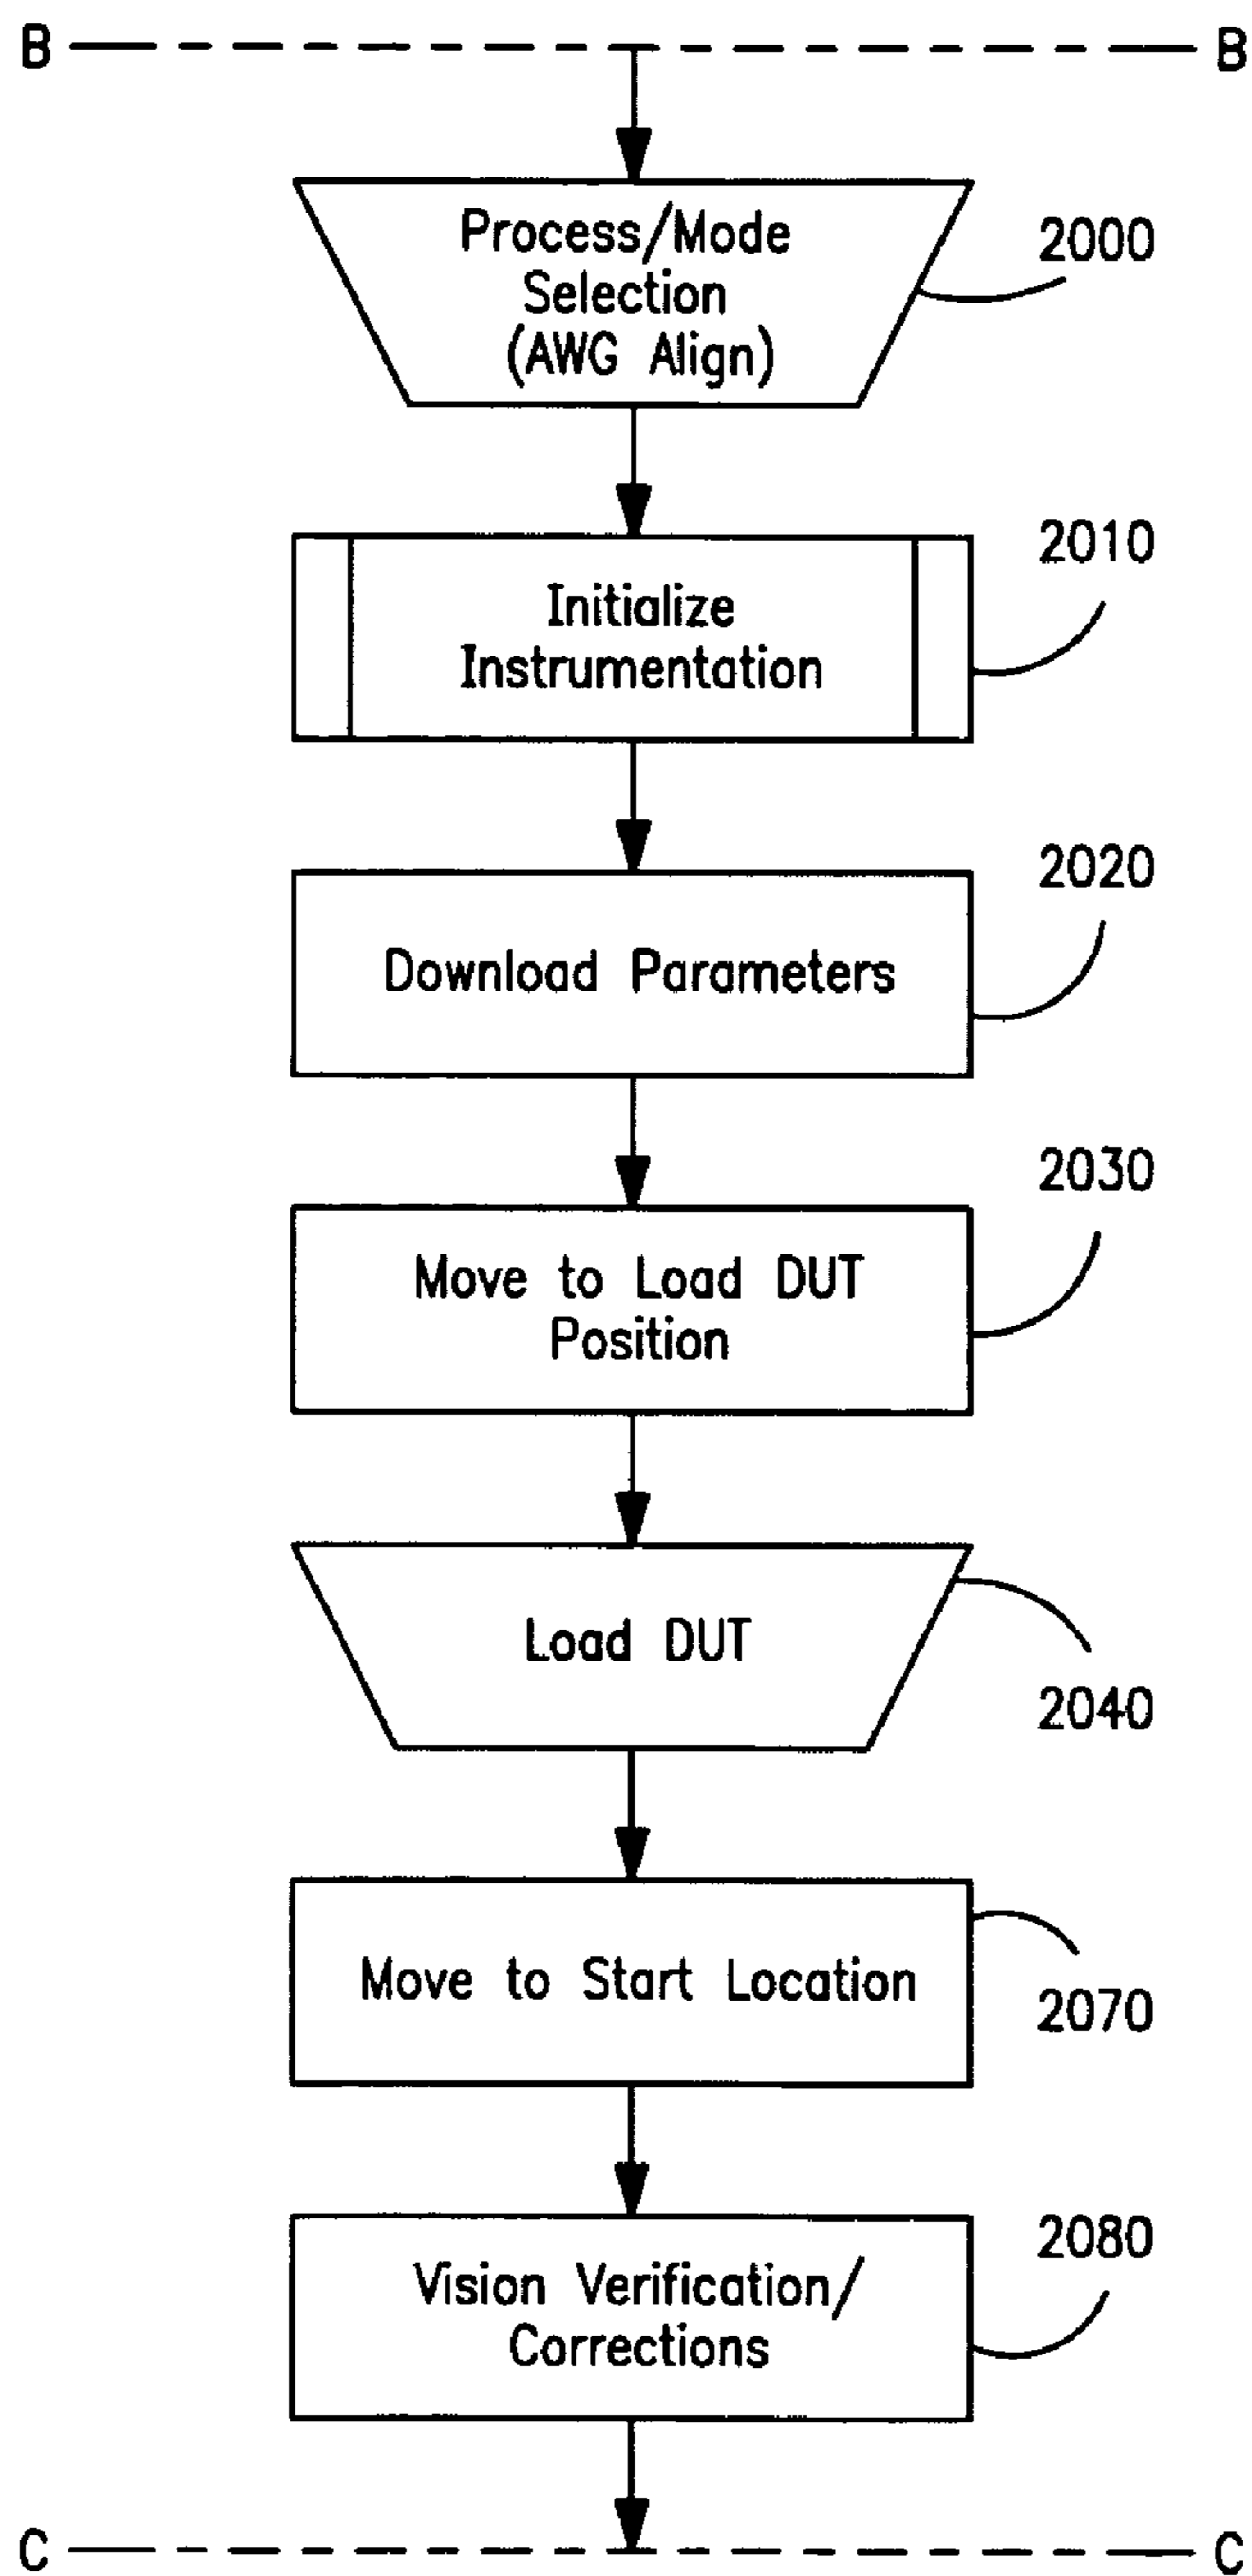 B B
Process/Mode
Selection
(AWG Align)
2000
Initialize
Instrumentation
2010
Download Parameters
2020
Move to Load DUT
Position
2030
Load DUT
2040
Move to Start Location
2070
Vision Verification/
Corrections
2080
C C